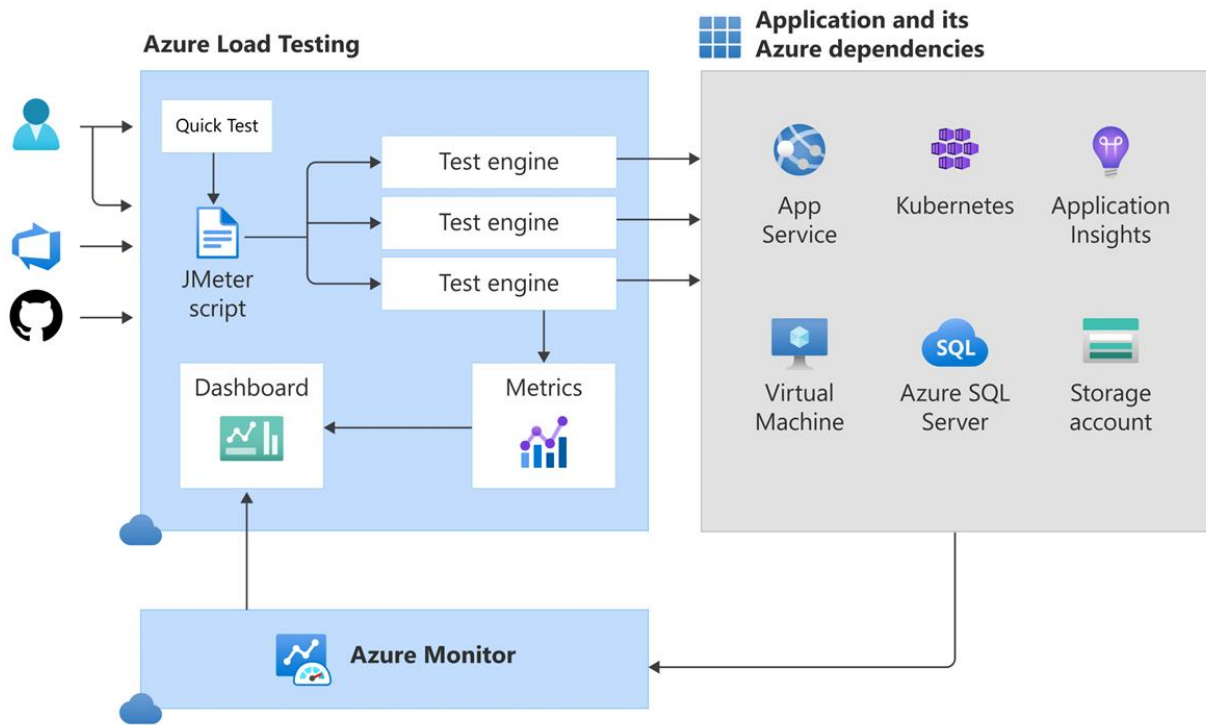 Azure Load Testing
Application and its
Azure dependencies
Quick Test
JMeter
script
Test engine
Test engine
Test engine
Dashboard
Metrics
App
Service
Kubernetes
Application
Insights
Virtual
Machine
SQL
Azure SQL
Server
Storage
account
Azure Monitor